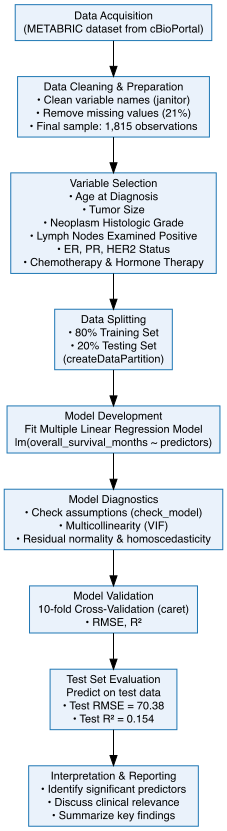 Data Acquisition
(METABRIC dataset from cBioPortal)
Data Cleaning & Preparation
• Clean variable names (janitor)
• Remove missing values (21%)
• Final sample: 1,815 observations
Variable Selection
• Age at Diagnosis
• Tumor Size
• Neoplasm Histologic Grade
• Lymph Nodes Examined Positive
• ER, PR, HER2 Status
• Chemotherapy & Hormone Therapy
Data Splitting
• 80% Training Set
• 20% Testing Set
(createDataPartition)
Model Development
Fit Multiple Linear Regression Model
lm(overall_survival_months ~ predictors)
Model Diagnostics
• Check assumptions (check_model)
• Multicollinearity (VIF)
• Residual normality & homoscedasticity
Model Validation
10-fold Cross-Validation (caret)
• RMSE, R²
Test Set Evaluation
Predict on test data
• Test RMSE = 70.38
• Test R² = 0.154
Interpretation & Reporting
• Identify significant predictors
• Discuss clinical relevance
• Summarize key findings